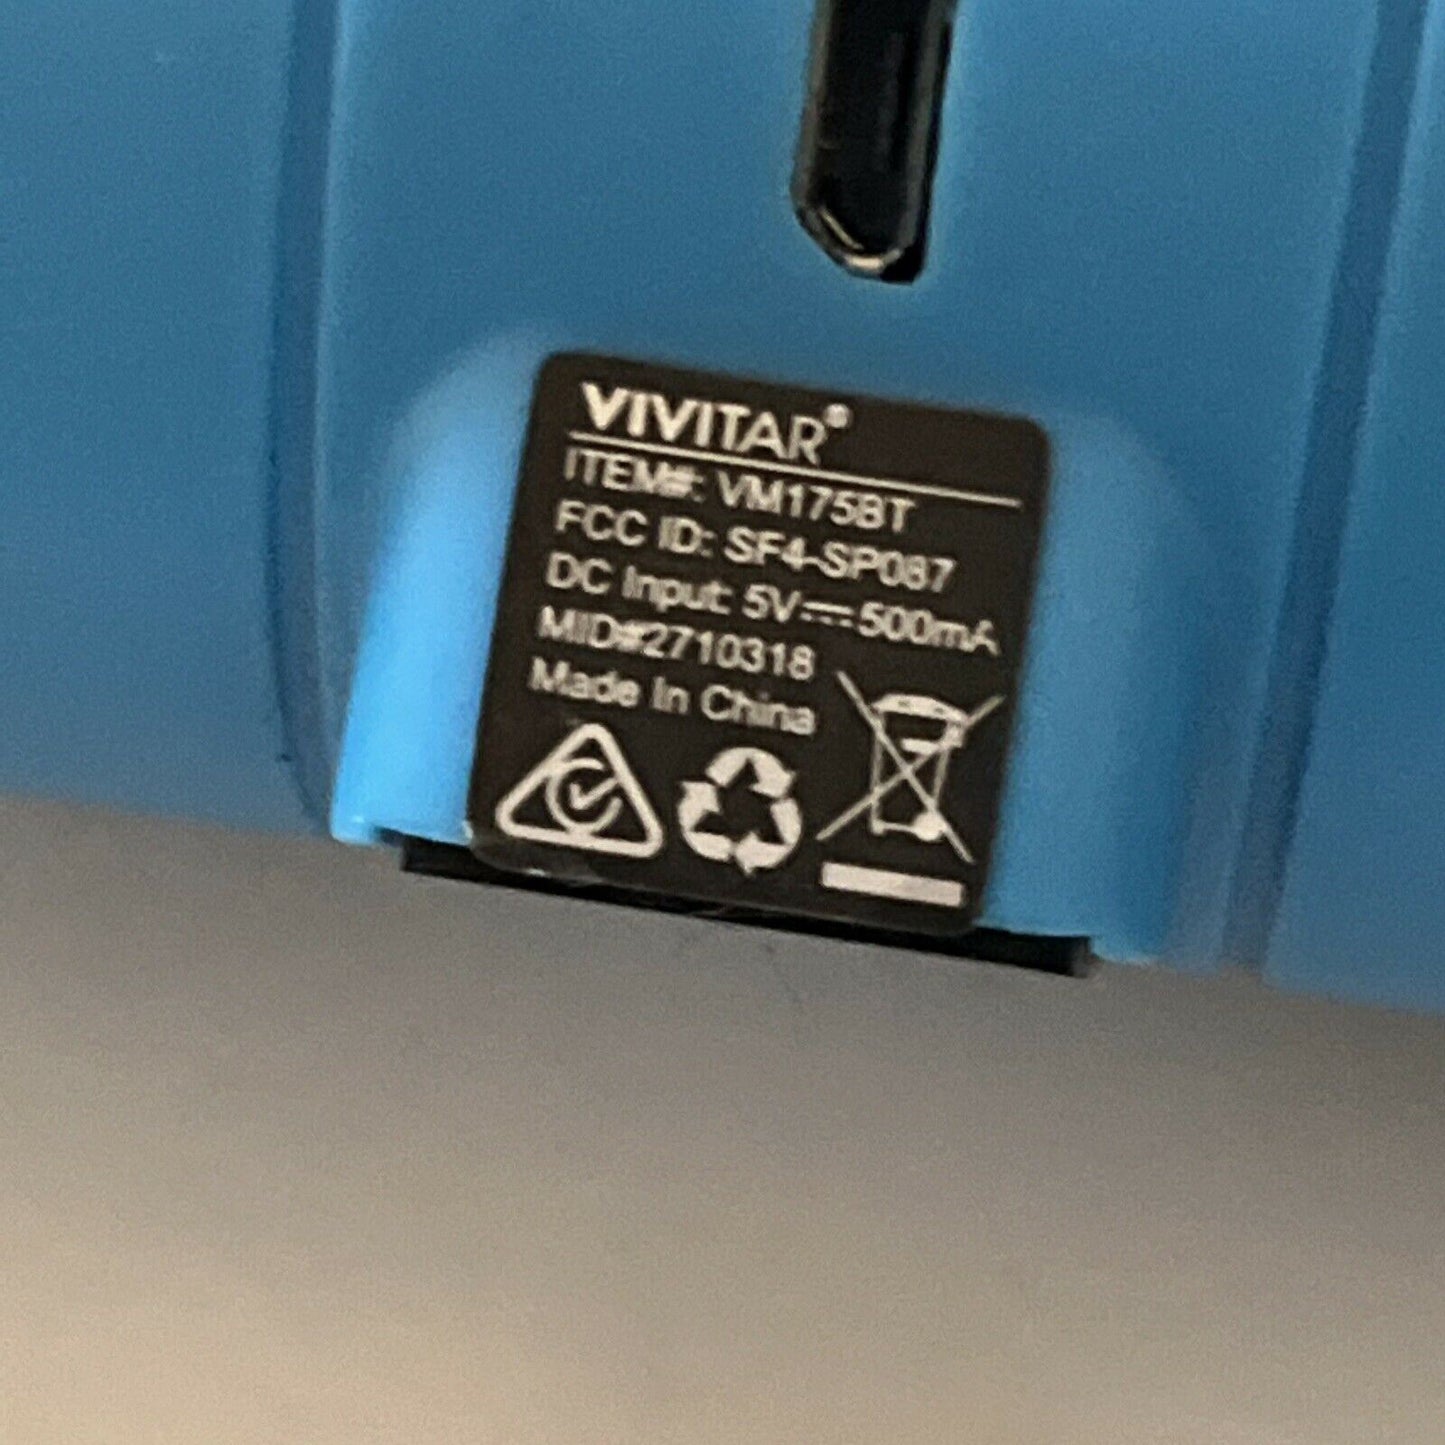 VIVITAR®
ITEM#: VM175BT
FCC ID: SF4-SP087
DC Input: 5V⎓500mA
MID#2710318
Made In China